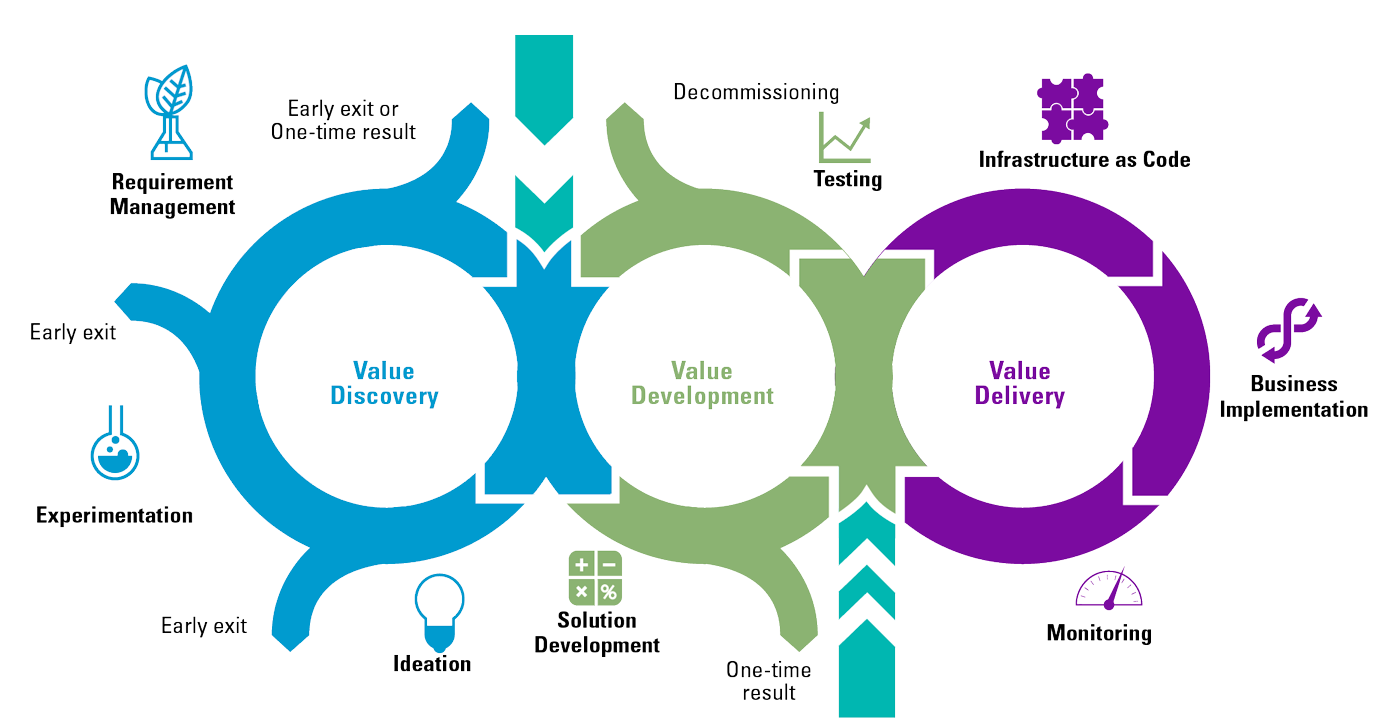 Early exit or
One-time result
Decommissioning
Testing
Infrastructure as Code
Requirement
Management
Early exit
Value
Discovery
Value
Development
Value
Delivery
Business
Implementation
Experimentation
Early exit
Ideation
Solution
Development
One-time
result
Monitoring